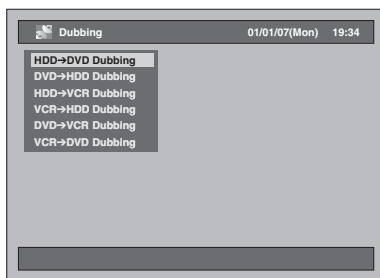 Dubbing 01/01/07(Mon) 19:34
HDD→DVD Dubbing
DVD→HDD Dubbing
HDD→VCR Dubbing
VCR→HDD Dubbing
DVD→VCR Dubbing
VCR→DVD Dubbing